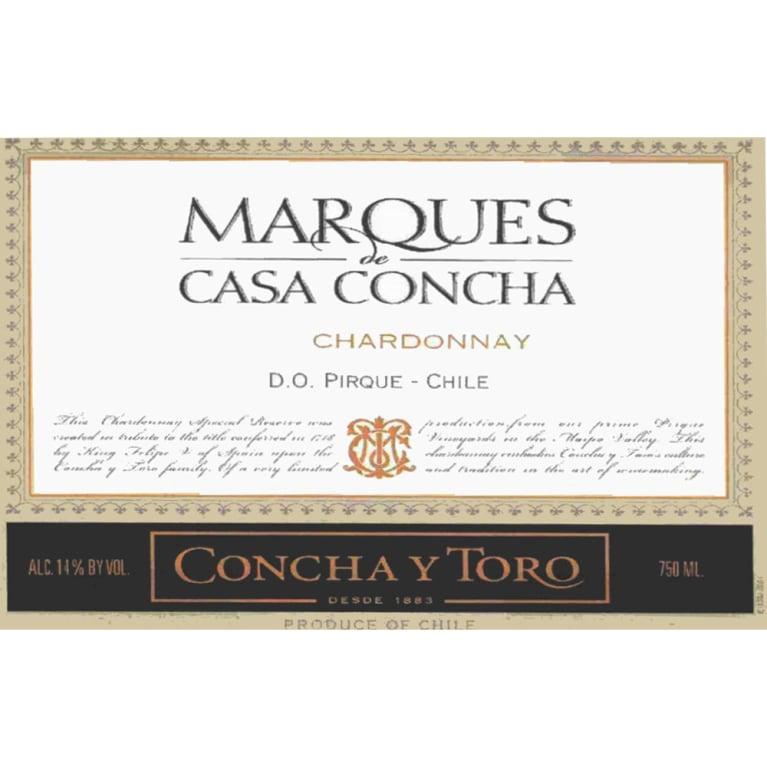 MARQUES
de
CASA CONCHA
CHARDONNAY
D.O. PIRQUE - CHILE
This Chardonnay Special Reserve was
created in tribute to the title conferred in 1718
by King Felipe V of Spain upon the
Concha y Toro family. Of a very limited
production from our prime Pirque
Vineyards in the Maipo Valley. This
chardonnay embodies Concha y Toro's culture
and tradition in the art of winemaking.
ALC. 14% BY VOL.
CONCHA Y TORO
750 ML.
DESDE 1883
PRODUCE OF CHILE